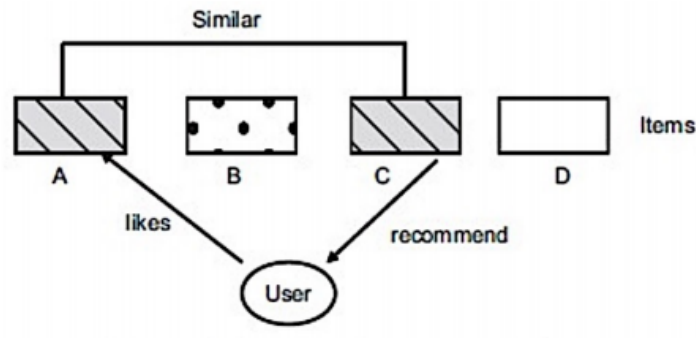 Similar
Items
A B C D
likes
recommend
User